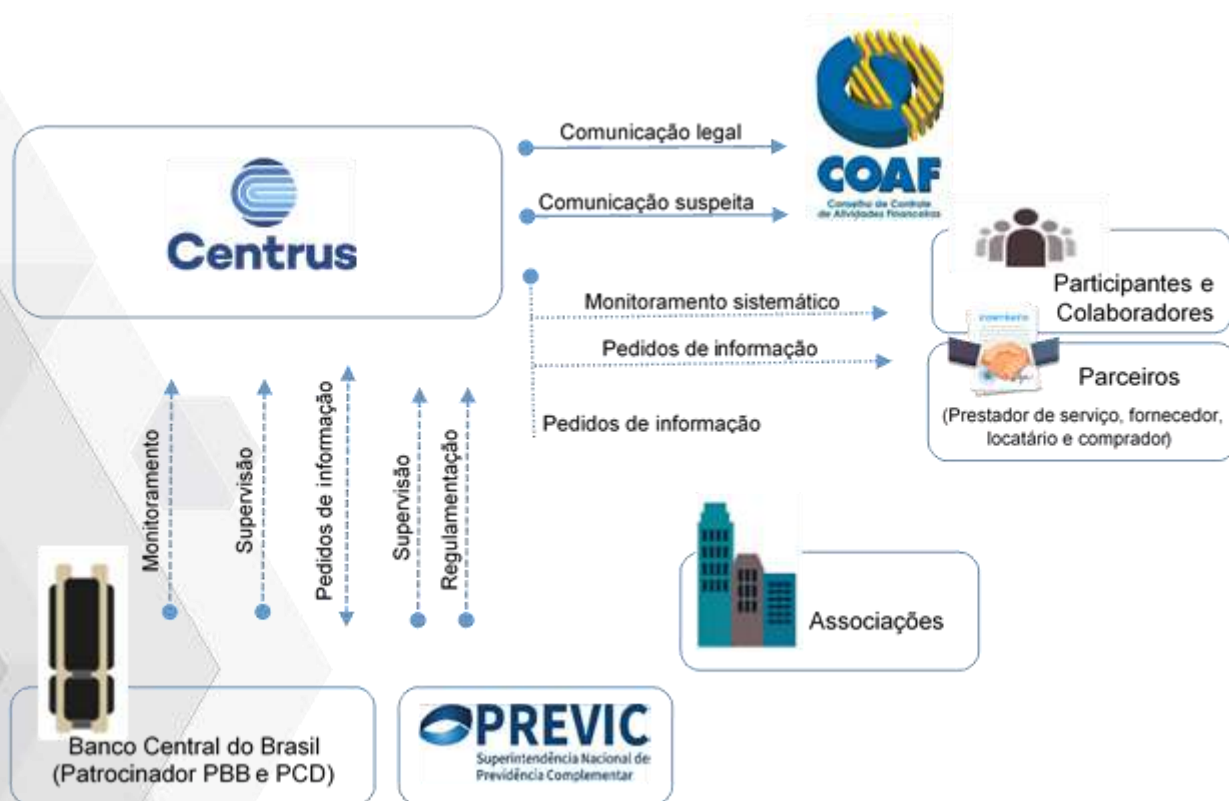 Centrus
Comunicação legal
Comunicação suspeita
COAF
Conselho de Controle
de Atividades Financeiras
Monitoramento sistemático
Pedidos de informação
Pedidos de informação
Participantes e
Colaboradores
CONTRATO
Parceiros
(Prestador de serviço, fornecedor,
locatário e comprador)
Monitoramento
Supervisão
Pedidos de informação
Supervisão
Regulamentação
Associações
Banco Central do Brasil
(Patrocinador PBB e PCD)
PREVIC
Superintendência Nacional de
Previdência Complementar